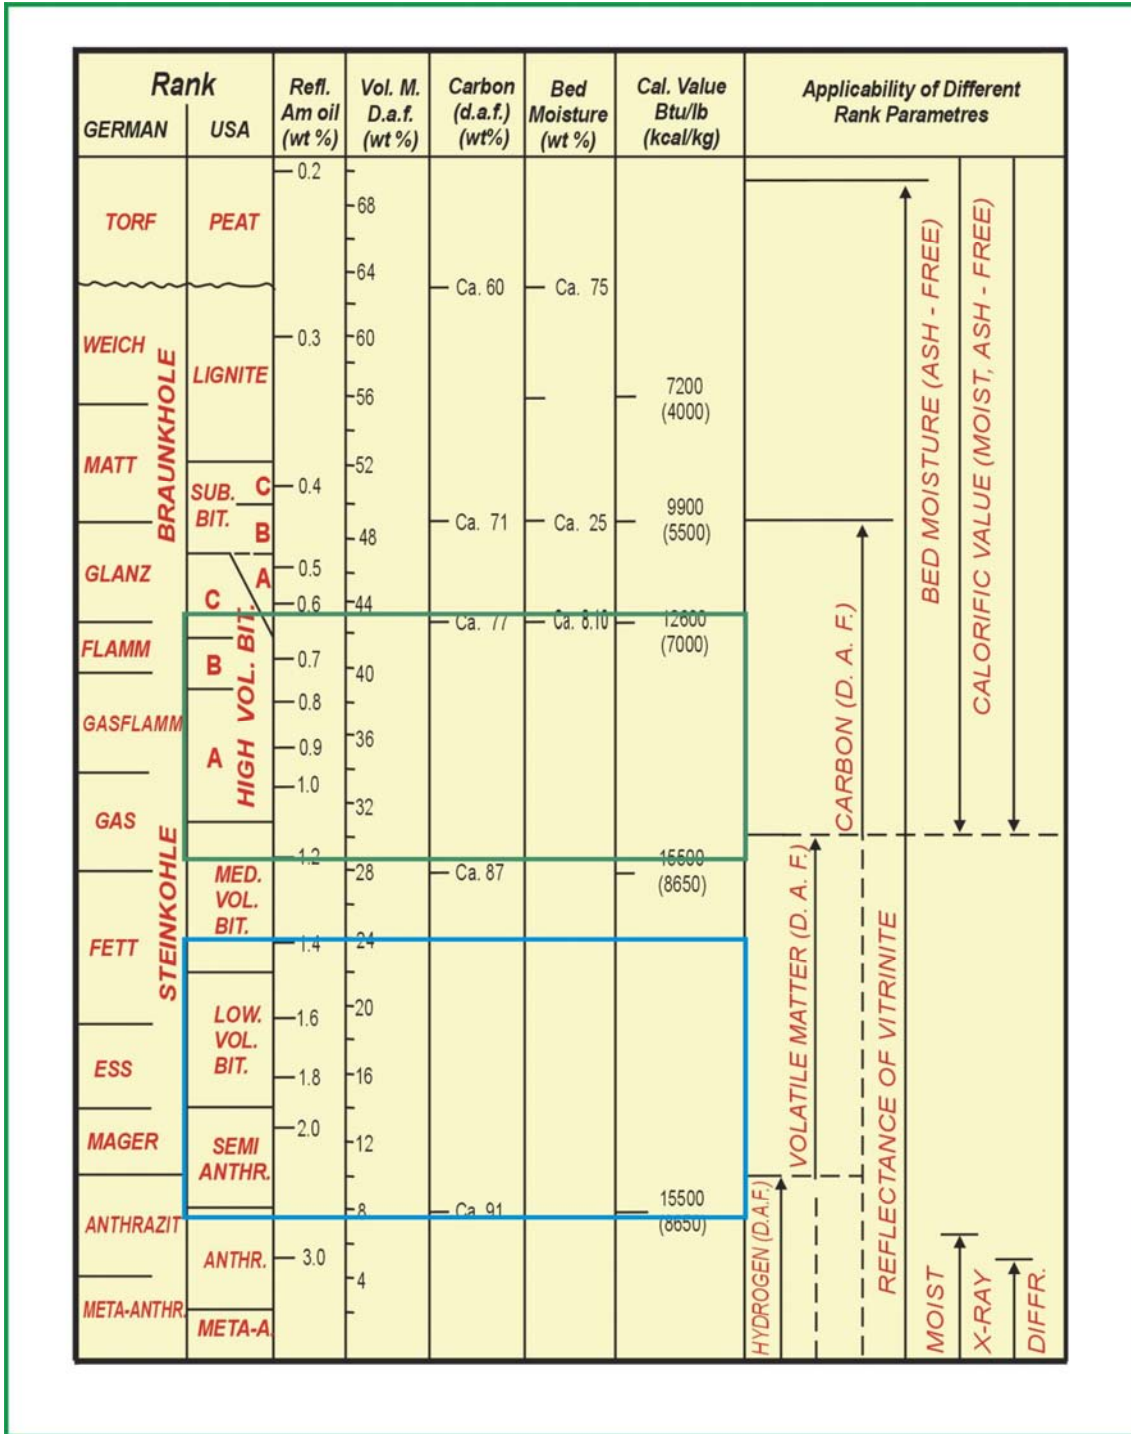 Rank
GERMAN
USA
Refl.
Am oil
(wt %)
Vol. M.
D.a.f.
(wt %)
Carbon
(d.a.f.)
(wt%)
Bed
Moisture
(wt %)
Cal. Value
Btu/lb
(kcal/kg)
Applicability of Different
Rank Parametres
TORF
WEICH
MATT
GLANZ
FLAMM
GASFLAMM
GAS
FETT
ESS
MAGER
ANTHRAZIT
META-ANTHR.
BRAUNKHOLE
STEINKOHLE
PEAT
LIGNITE
SUB.
BIT.
C
B
A
C
B
A
HIGH VOL. BIT.
MED.
VOL.
BIT.
LOW.
VOL.
BIT.
SEMI
ANTHR.
ANTHR.
META-A.
0.2
0.3
0.4
0.5
0.6
0.7
0.8
0.9
1.0
1.2
1.4
1.6
1.8
2.0
3.0
68
64
60
56
52
48
44
40
36
32
28
24
20
16
12
8
4
Ca. 60
Ca. 71
Ca. 77
Ca. 87
Ca. 91
Ca. 75
Ca. 25
Ca. 8.10
7200
(4000)
9900
(5500)
12600
(7000)
15500
(8650)
15500
(8650)
HYDROGEN (D.A.F.)
VOLATILE MATTER (D. A. F.)
CARBON (D. A. F.)
REFLECTANCE OF VITRINITE
BED MOISTURE (ASH - FREE)
CALORIFIC VALUE (MOIST, ASH - FREE)
MOIST
X-RAY
DIFFR.